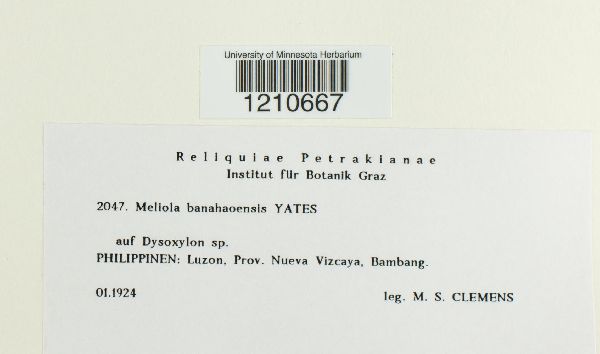 University of Minnesota Herbarium
1210667
Reliquiae Petrakianae
Institut für Botanik Graz
2047. Meliola banahaoensis YATES
auf Dysoxylon sp.
PHILIPPINEN: Luzon, Prov. Nueva Vizcaya, Bambang.
01.1924 leg. M. S. CLEMENS